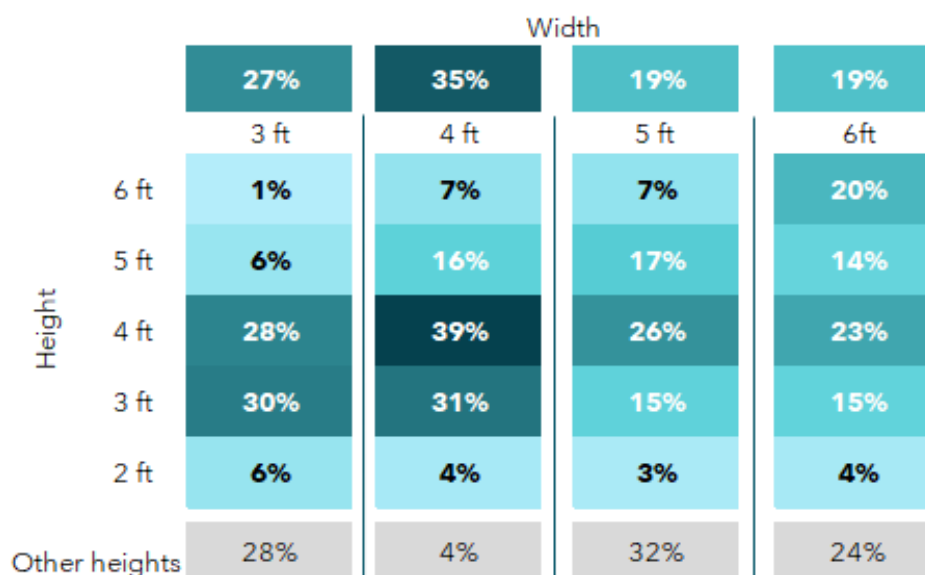 Width
27% 35% 19% 19%
3 ft 4 ft 5 ft 6ft
6 ft 1% 7% 7% 20%
5 ft 6% 16% 17% 14%
Height
4 ft 28% 39% 26% 23%
3 ft 30% 31% 15% 15%
2 ft 6% 4% 3% 4%
Other heights 28% 4% 32% 24%